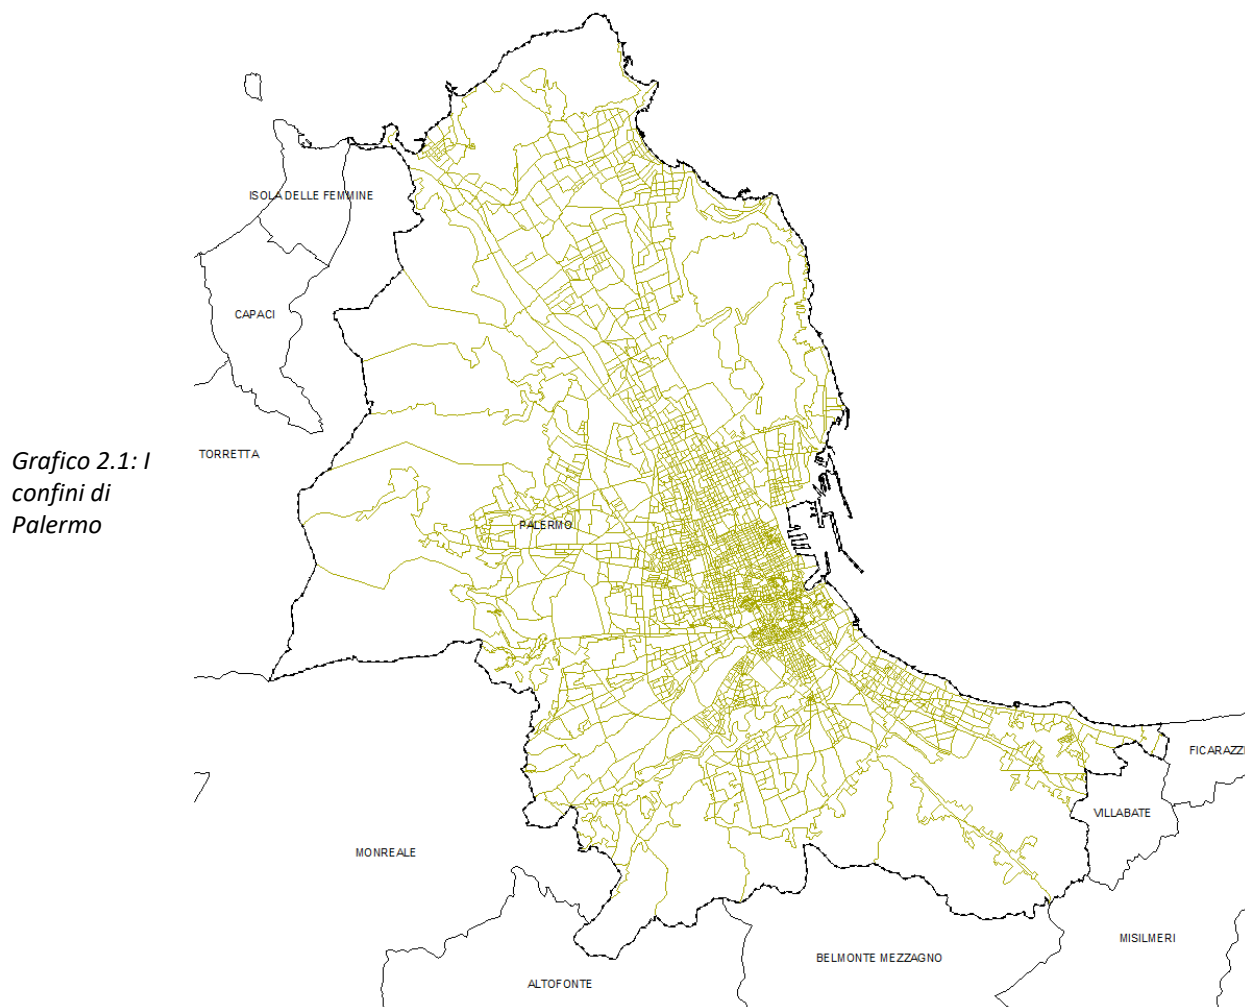 ISOLA DELLE FEMMINE
CAPACI
TORRETTA
Grafico 2.1: I
confini di
Palermo
PALERMO
FICARAZZI
VILLABATE
MONREALE
MISILMERI
BELMONTE MEZZAGNO
ALTOFONTE